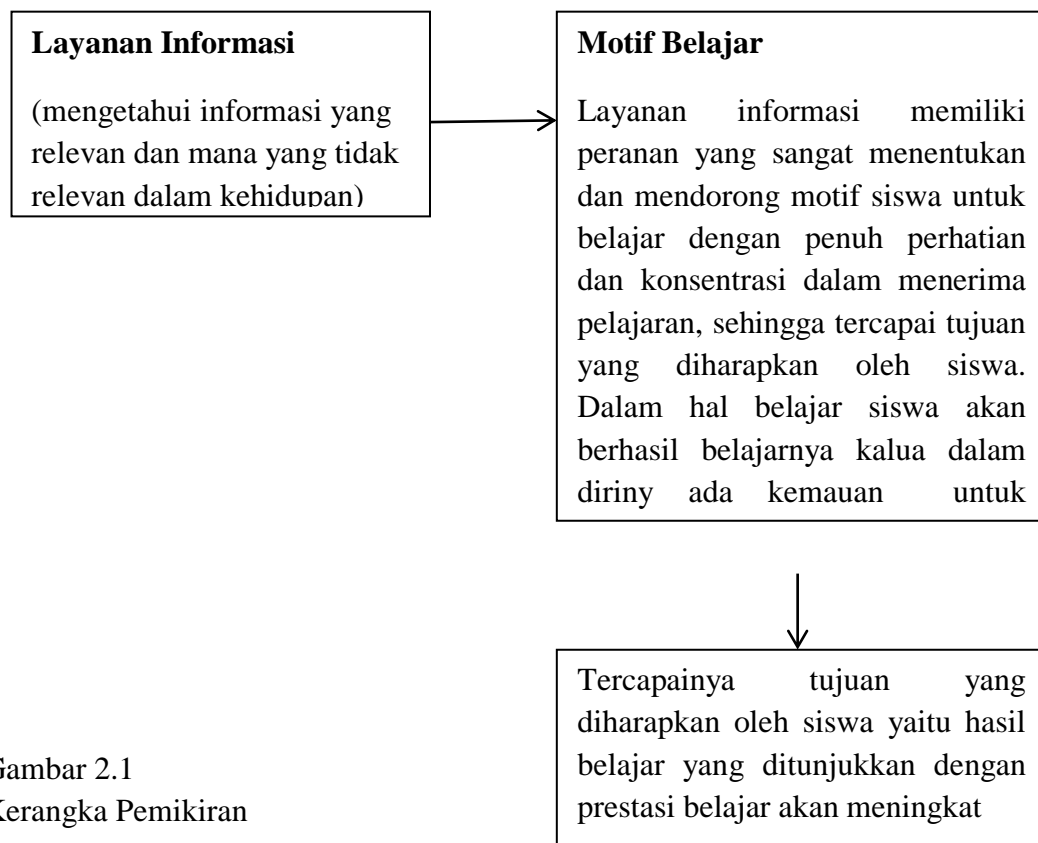 Layanan Informasi
(mengetahui informasi yang
relevan dan mana yang tidak
relevan dalam kehidupan)
Motif Belajar
Layanan informasi memiliki
peranan yang sangat menentukan
dan mendorong motif siswa untuk
belajar dengan penuh perhatian
dan konsentrasi dalam menerima
pelajaran, sehingga tercapai tujuan
yang diharapkan oleh siswa.
Dalam hal belajar siswa akan
berhasil belajarnya kalua dalam
diriny ada kemauan untuk
Tercapainya tujuan yang
diharapkan oleh siswa yaitu hasil
belajar yang ditunjukkan dengan
prestasi belajar akan meningkat
Gambar 2.1
Kerangka Pemikiran